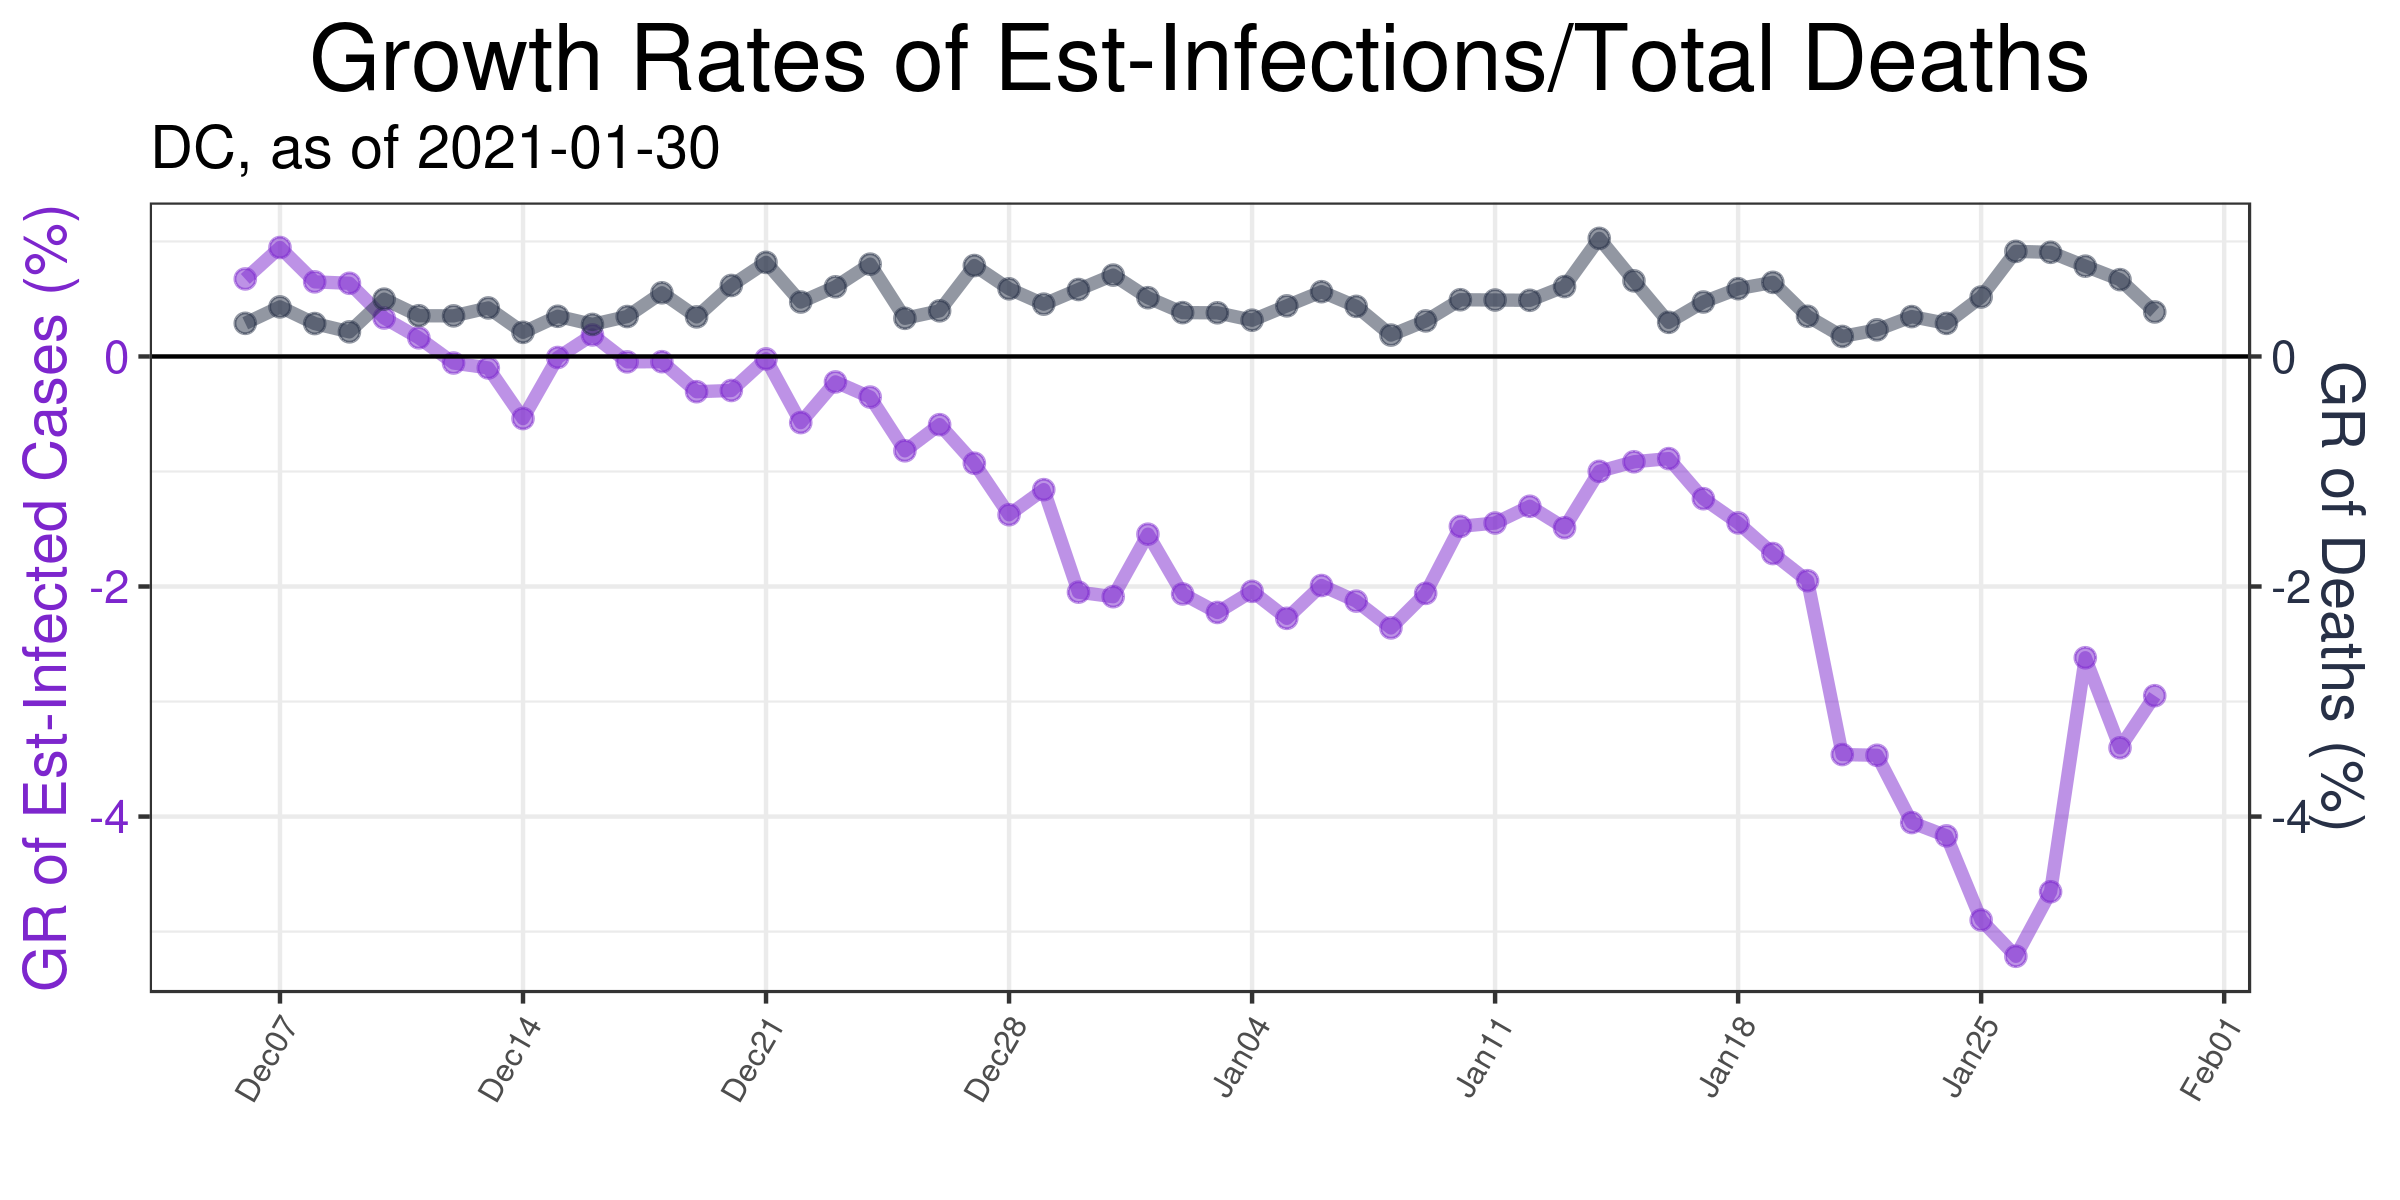 Growth Rates of Est-Infections/Total Deaths
DC, as of 2021-01-30
GR of Est-Infected Cases (%)
0
-2
-4
0
-2
-4
GR of Deaths (%)
Dec07
Dec14
Dec21
Dec28
Jan04
Jan11
Jan18
Jan25
Feb01